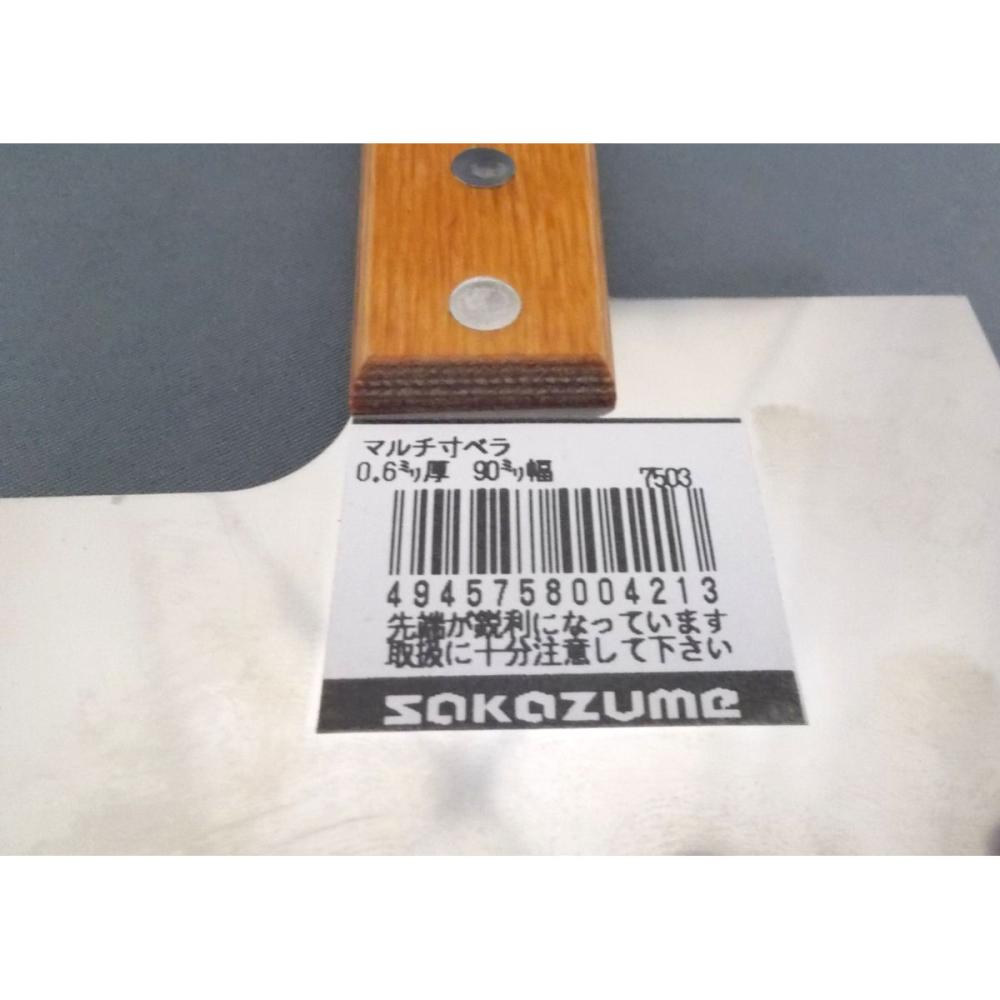 マルチ寸ベラ
0.6㍉厚 90㍉幅 7503
4945758004213
先端が鋭利になっています
取扱に十分注意して下さい
sakazume